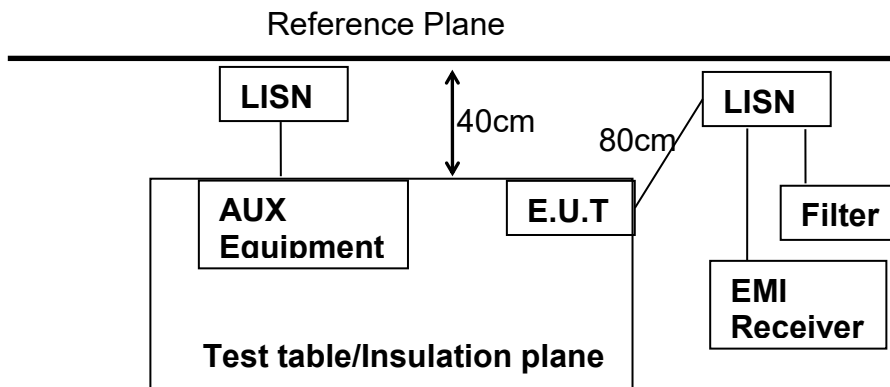 Reference Plane
LISN
40cm
80cm
LISN
AUX
Equipment
E.U.T
Filter
EMI
Receiver
Test table/Insulation plane